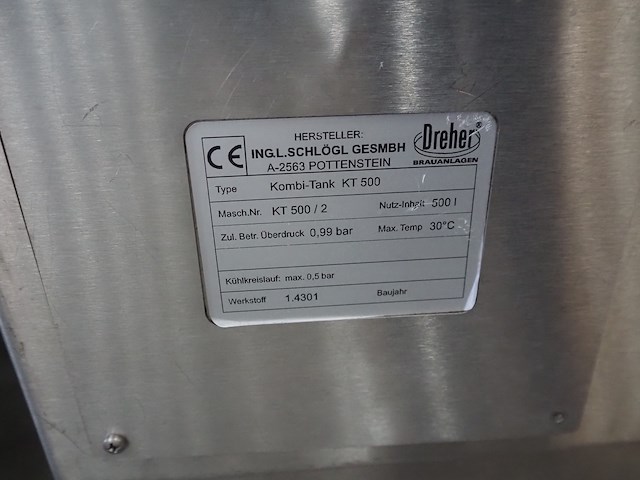 CE
HERSTELLER:
ING.L.SCHLÖGL GESMBH
A-2563 POTTENSTEIN
Dreher®
BRAUANLAGEN
Type Kombi-Tank KT 500
Masch.Nr. KT 500 / 2 Nutz-Inhalt 500 l
Zul. Betr. Überdruck 0,99 bar Max. Temp 30°C
Kühlkreislauf: max. 0,5 bar
Werkstoff 1.4301 Baujahr